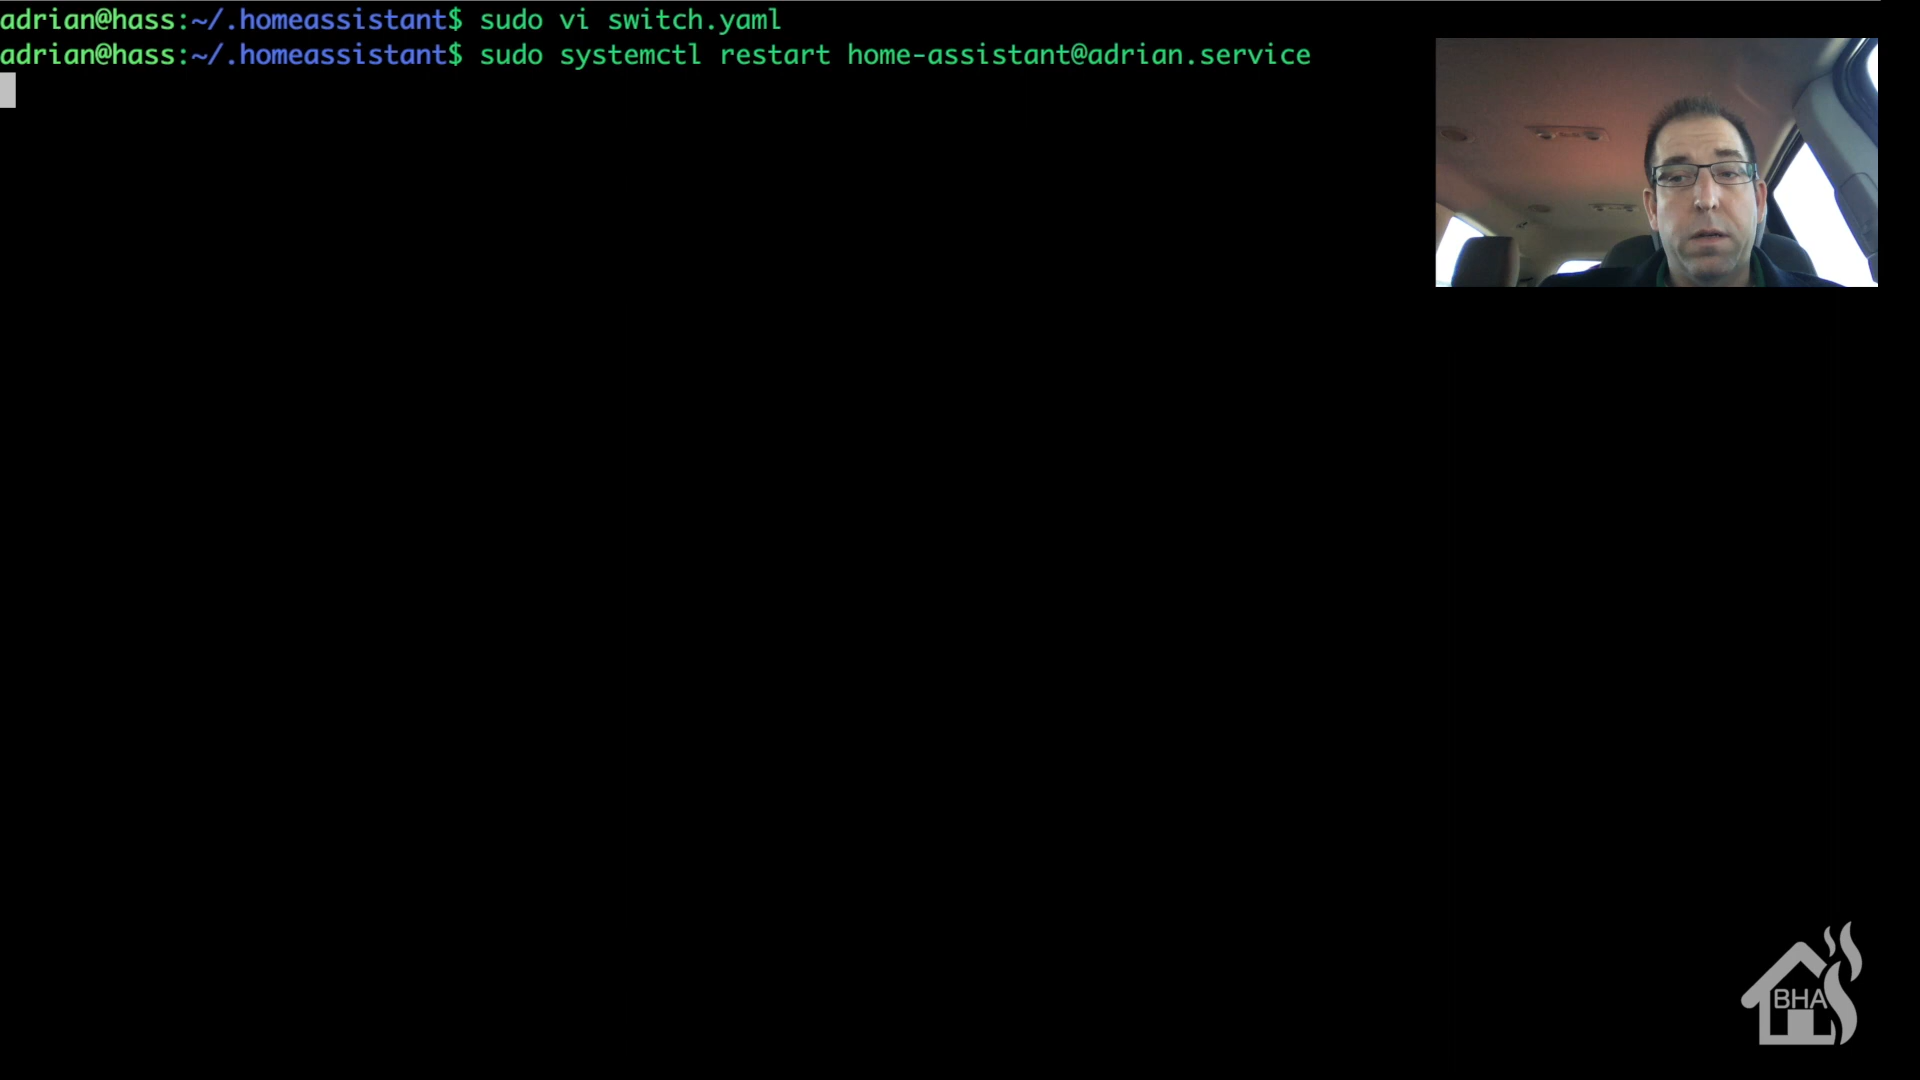 adrian@hass:~/.homeassistant$ sudo vi switch.yaml
adrian@hass:~/.homeassistant$ sudo systemctl restart home-assistant@adrian.service
BHA